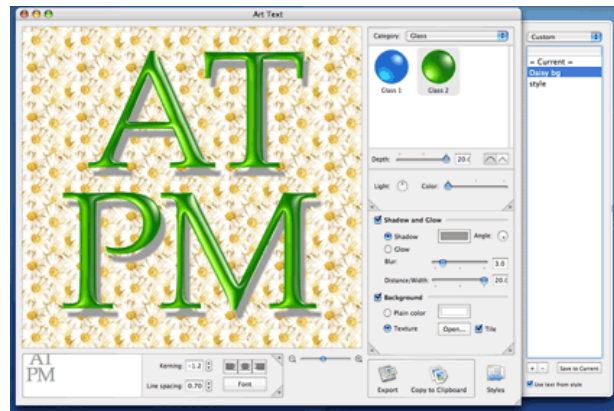 Art Text
AT
PM
Category: Glass
Glass 1 Glass 2
Depth: 20.(
Light: Color:
Shadow and Glow
Shadow Angle:
Glow
Blur: 3.0
Distance/Width: 20.(
Background
Plain color
Texture Open... Tile
AT
PM
Kerning: -1.2
Line spacing: 0.70
Font
Export Copy to Clipboard Styles
Custom
= Current =
Daisy bg
style
+ - Save to Current
Use text from style